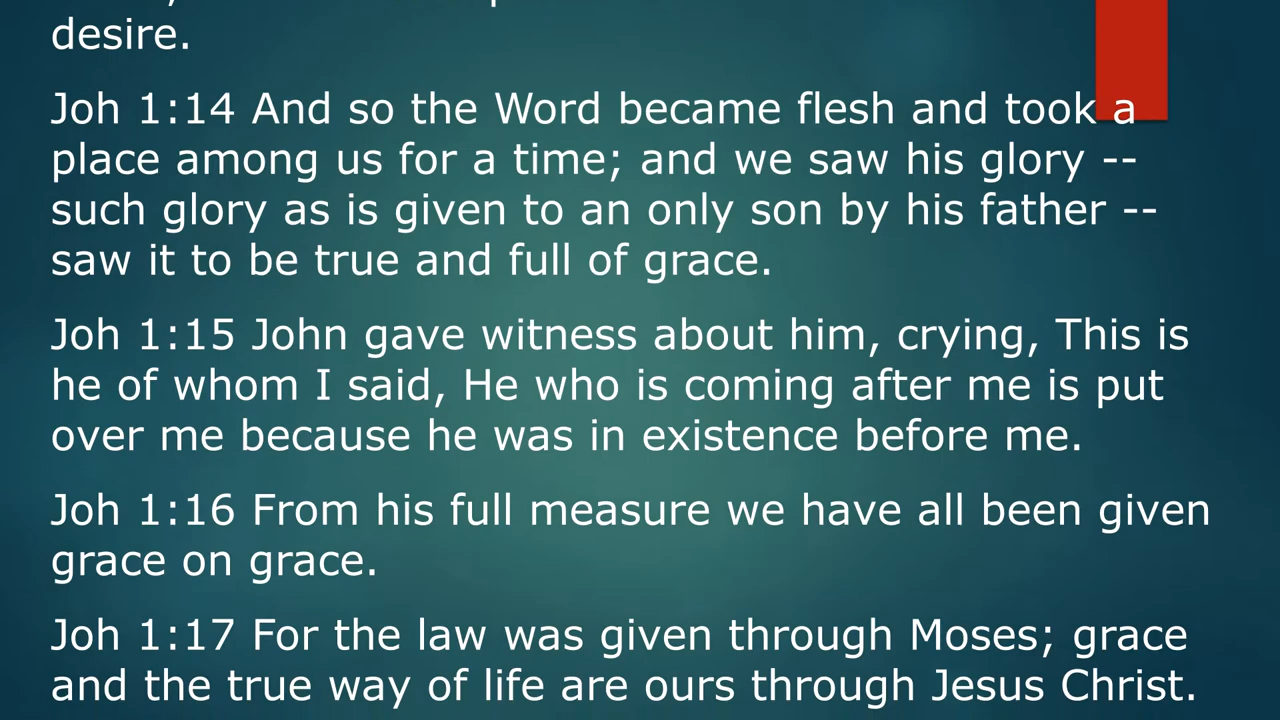 desire.
Joh 1:14 And so the Word became flesh and took a
place among us for a time; and we saw his glory --
such glory as is given to an only son by his father --
saw it to be true and full of grace.
Joh 1:15 John gave witness about him, crying, This is
he of whom I said, He who is coming after me is put
over me because he was in existence before me.
Joh 1:16 From his full measure we have all been given
grace on grace.
Joh 1:17 For the law was given through Moses; grace
and the true way of life are ours through Jesus Christ.